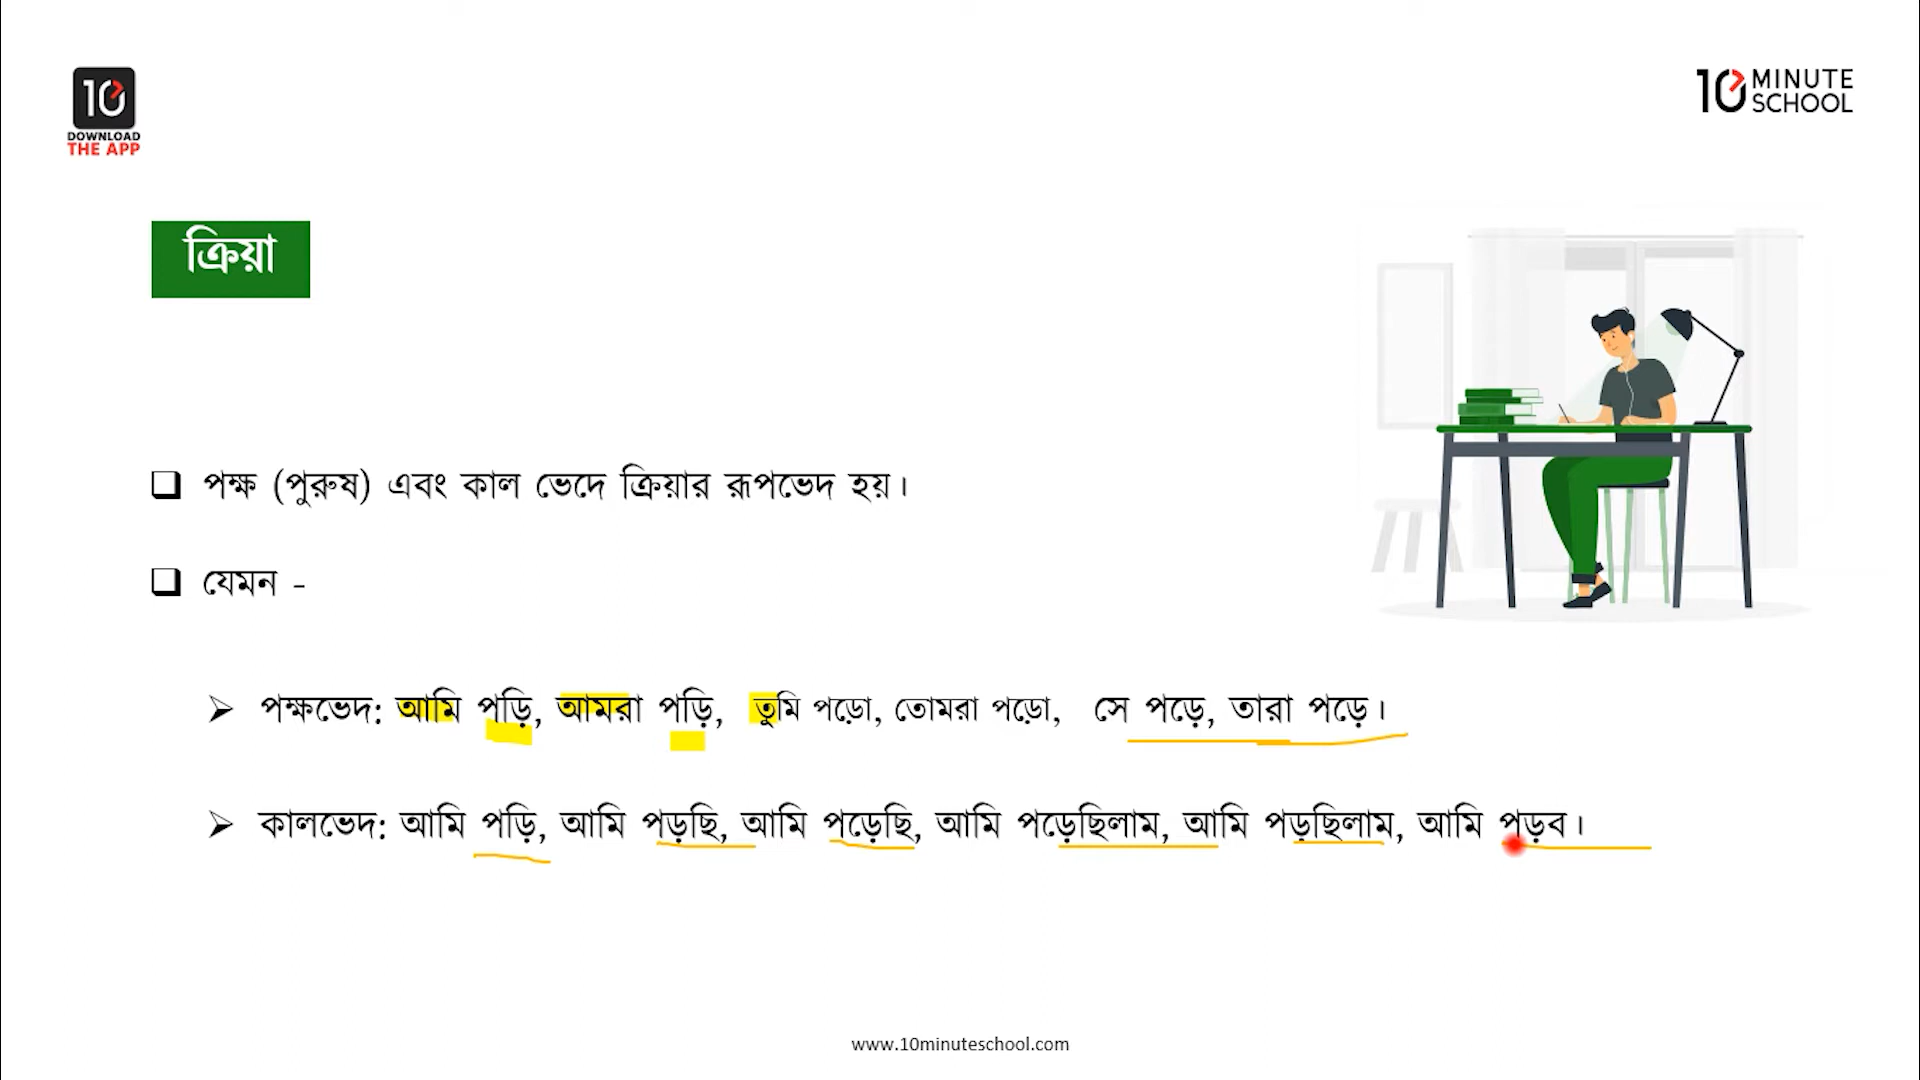 10
DOWNLOAD
THE APP
10 MINUTE
SCHOOL
ক্রিয়া
পক্ষ (পুরুষ) এবং কাল ভেদে ক্রিয়ার রূপভেদ হয়।
যেমন -
পক্ষভেদ: আমি পড়ি, আমরা পড়ি, তুমি পড়ো, তোমরা পড়ো, সে পড়ে, তারা পড়ে।
কালভেদ: আমি পড়ি, আমি পড়ছি, আমি পড়েছি, আমি পড়েছিলাম, আমি পড়ছিলাম, আমি পড়ব।
www.10minuteschool.com